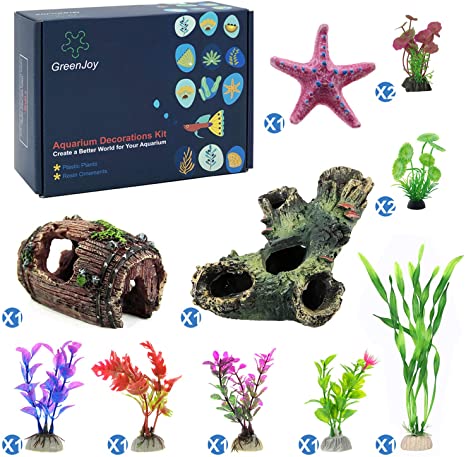 GreenJoy
Aquarium Decorations Kit
Create a Better World for Your Aquarium
Plastic Plants
Resin Ornaments
X1
X2
X2
X1
X1
X1
X1
X1
X1
X1